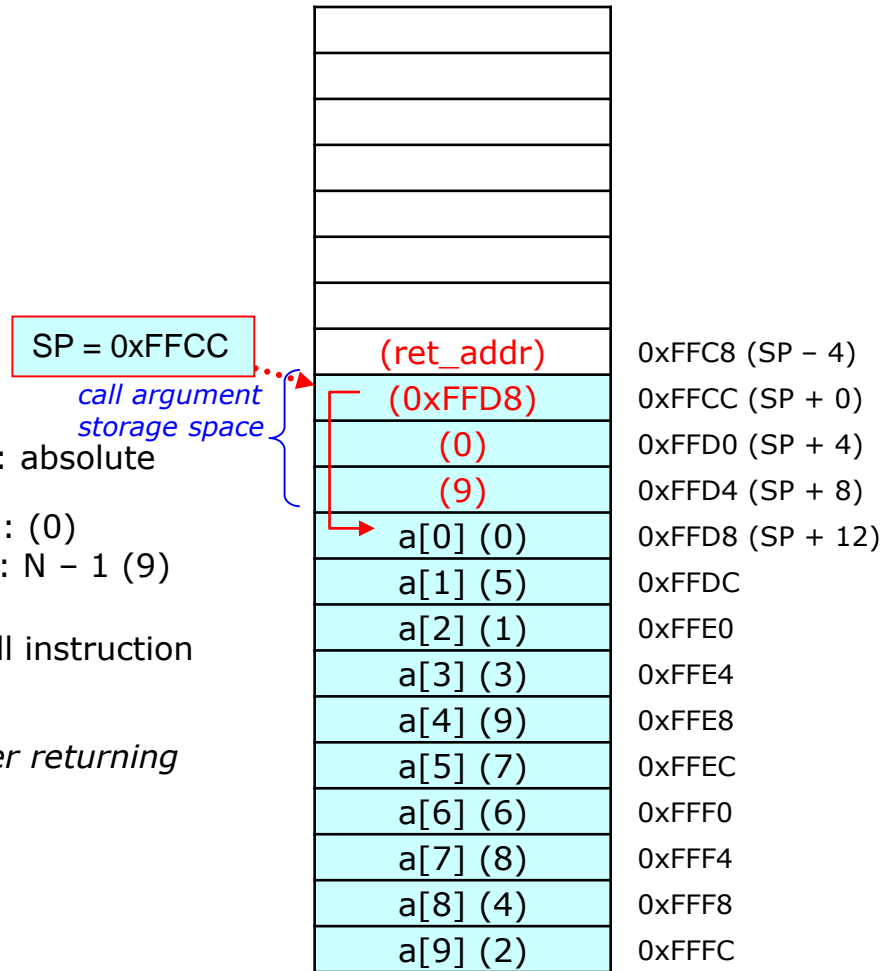 (ret_addr) 0xFFC8 (SP – 4)
SP = 0xFFCC
(0xFFD8) 0xFFCC (SP + 0)
call argument
storage space
(0) 0xFFD0 (SP + 4)
: absolute
(9) 0xFFD4 (SP + 8)
: (0)
a[0] (0) 0xFFD8 (SP + 12)
: N – 1 (9)
a[1] (5) 0xFFDC
a[2] (1) 0xFFE0
ll instruction
a[3] (3) 0xFFE4
a[4] (9) 0xFFE8
er returning
a[5] (7) 0xFFEC
a[6] (6) 0xFFF0
a[7] (8) 0xFFF4
a[8] (4) 0xFFF8
a[9] (2) 0xFFFC